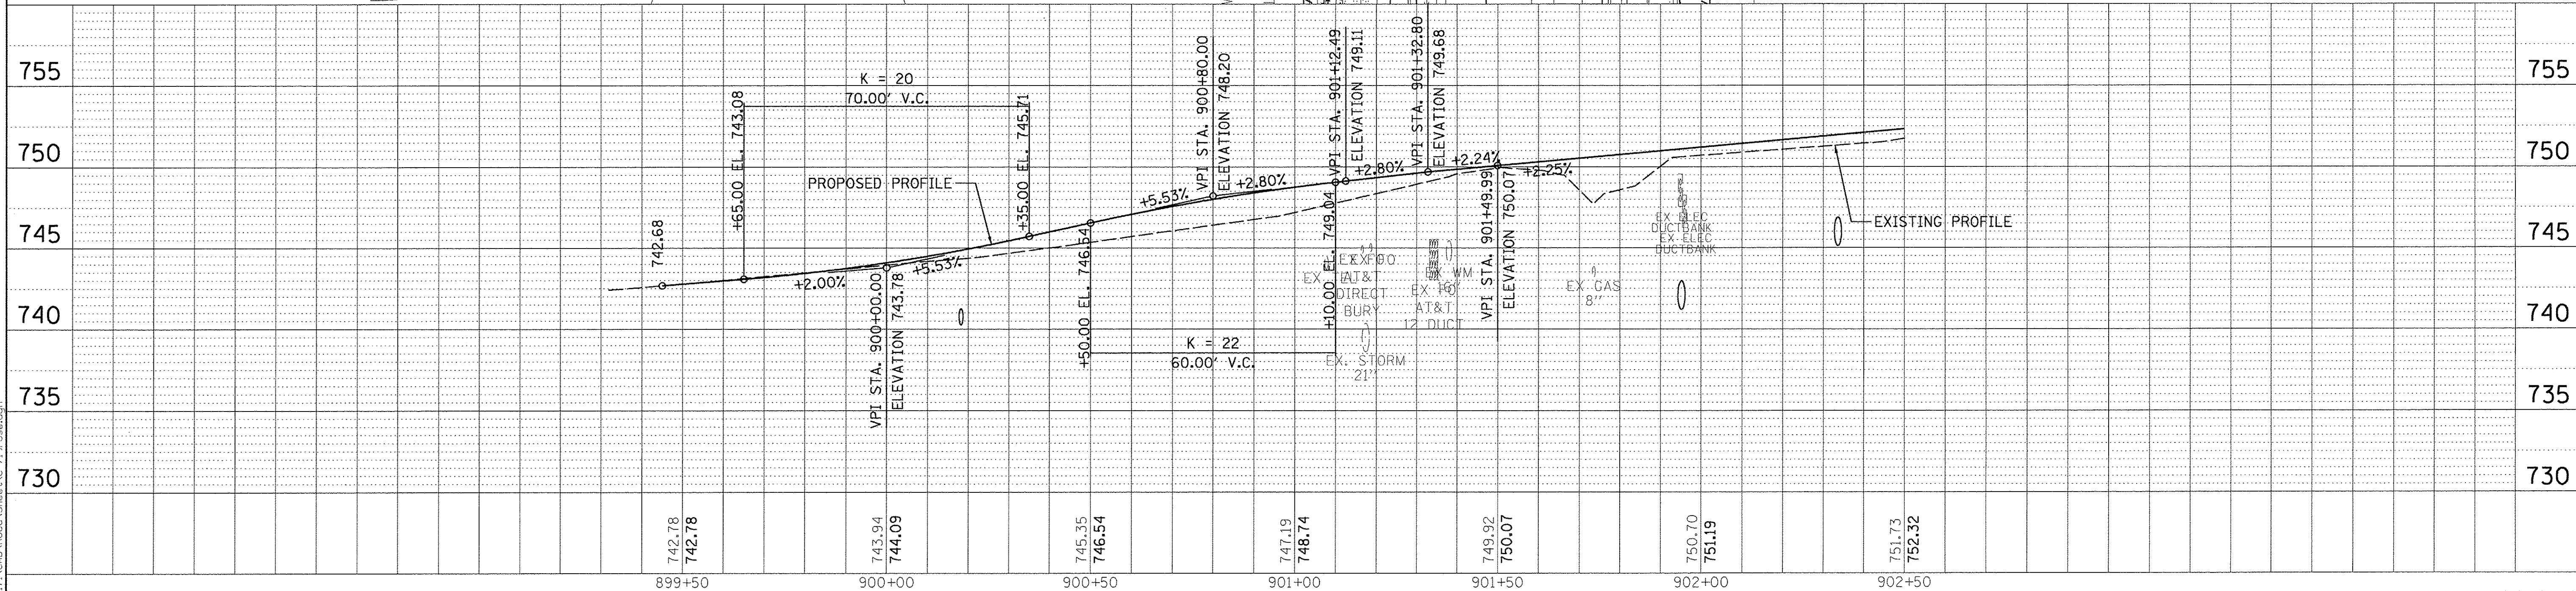 755
750
745
740
735
730
755
750
745
740
735
730
K = 20
70.00' V.C.
+65.00 EL. 743.08
+35.00 EL. 745.71
742.68
PROPOSED PROFILE
+2.00%
VPI STA. 900+00.00
ELEVATION 743.78
+5.53%
+50.00 EL. 746.54
+5.53%
VPI STA. 900+80.00
ELEVATION 748.20
+2.80%
K = 22
60.00' V.C.
+10.00 EL. 749.04
VPI STA. 901+12.49
ELEVATION 749.11
+2.80%
VPI STA. 901+32.80
ELEVATION 749.68
+2.24%
VPI STA. 901+49.99
ELEVATION 750.07
+2.25%
AT&T
DIRECT
BURY
EX. STORM
21"
EX WM
16"
EX FO
AT&T
12 DUCT
EX GAS
8"
EX ELEC
DUCTBANK
EX ELEC
DUCTBANK
EXISTING PROFILE
742.78
742.78
743.94
744.09
745.35
746.54
747.19
748.74
749.92
750.07
750.70
751.19
751.73
752.32
899+50
900+00
900+50
901+00
901+50
902+00
902+50